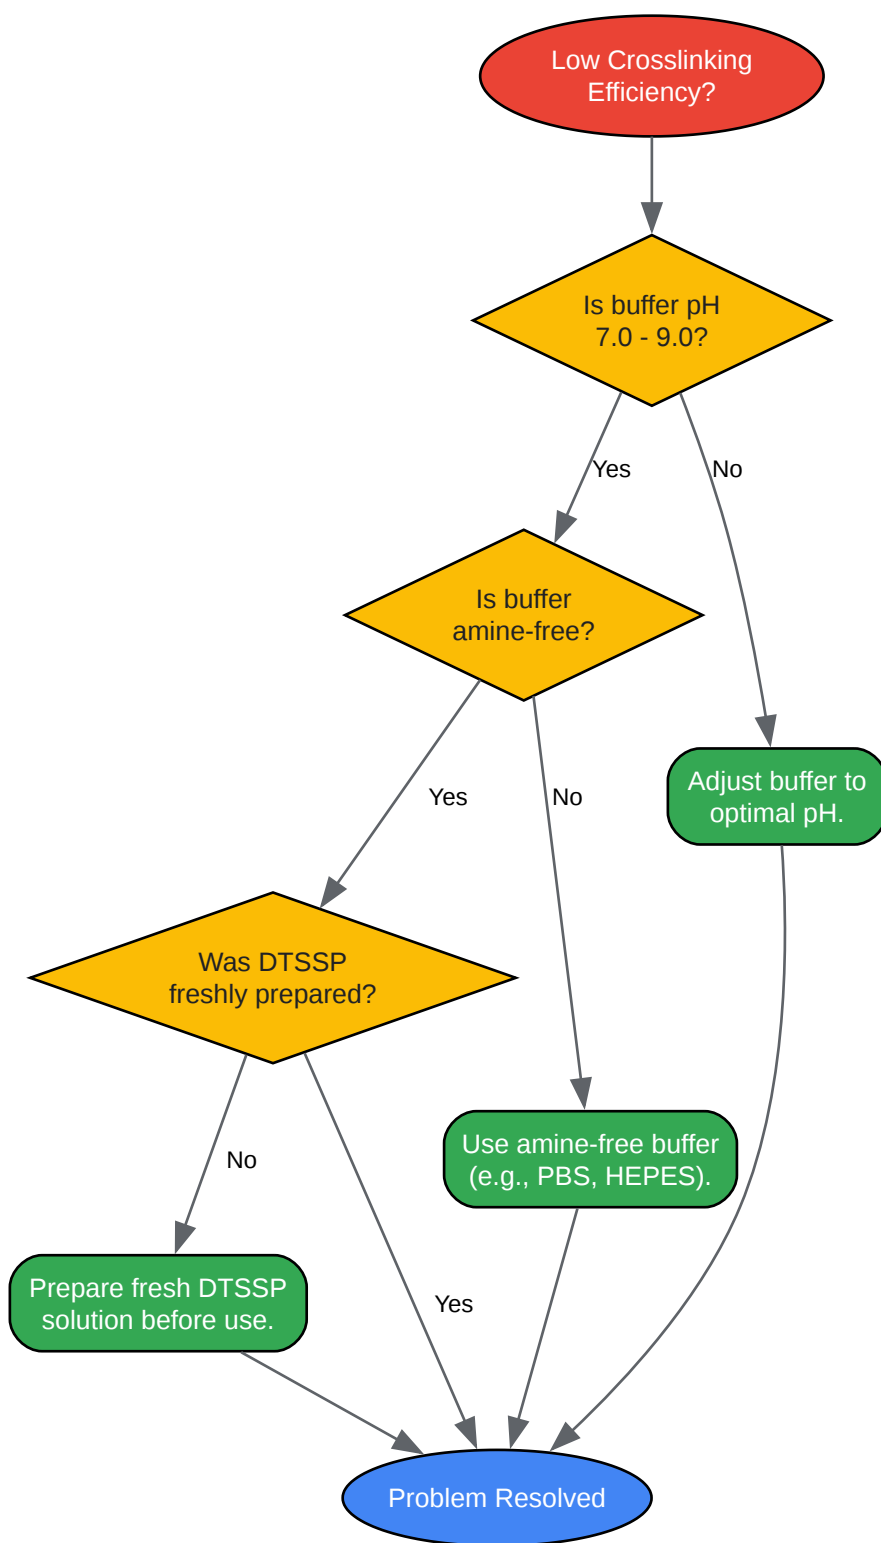 Low Crosslinking
Efficiency?
Is buffer pH
7.0 - 9.0?
Yes
No
Is buffer
amine-free?
Adjust buffer to
optimal pH.
Yes
No
Was DTSSP
freshly prepared?
Use amine-free buffer
(e.g., PBS, HEPES).
No
Prepare fresh DTSSP
solution before use.
Yes
Problem Resolved